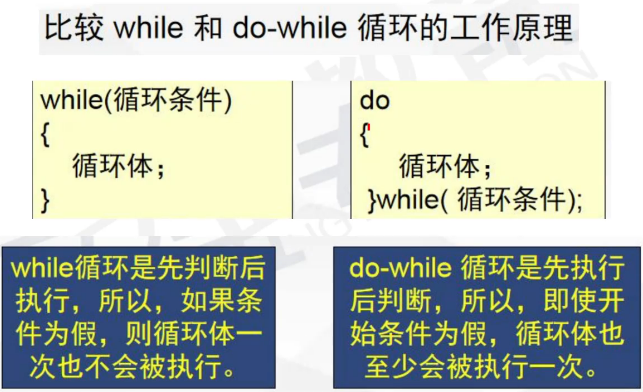 比较 while 和 do-while 循环的工作原理
while(循环条件)
{
循环体；
}
do
{
循环体；
}while( 循环条件);
while循环是先判断后
执行，所以，如果条
件为假，则循环体一
次也不会被执行。
do-while 循环是先执行
后判断，所以，即使开
始条件为假，循环体也
至少会被执行一次。